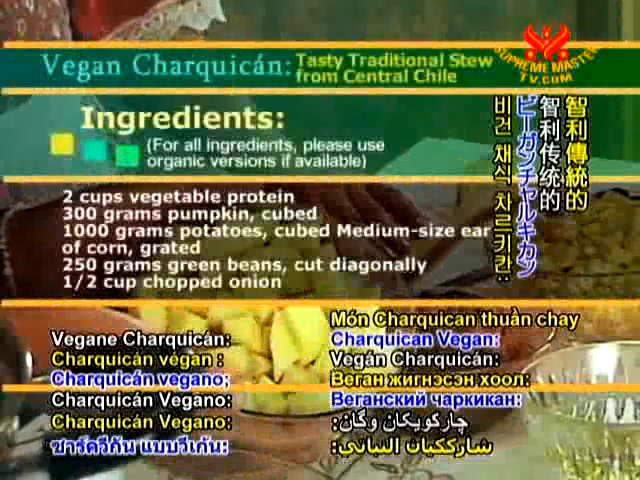 Vegan Charquicán: Tasty Traditional Stew
from Central Chile
SUPREME MASTER
TV.COM
Ingredients:
(For all ingredients, please use
organic versions if available)
2 cups vegetable protein
300 grams pumpkin, cubed
1000 grams potatoes, cubed Medium-size ear
of corn, grated
250 grams green beans, cut diagonally
1/2 cup chopped onion
智利傳統的
智利传统的
ビーガンチャルキカン
비건 채식 차르키칸:
Vegane Charquicán:
Charquicán végan :
Charquicán vegano;
Charquicán Vegano:
Charquicán Vegano:
ชาร์ควีกัน แบบวีเก้น:
Món Charquican thuần chay
Charquican Vegan:
Vegán Charquicán:
Веган жигнэсэн хоол:
Веганский чаркикан:
چارکویکان وگان:
شاركيكان النباتي: